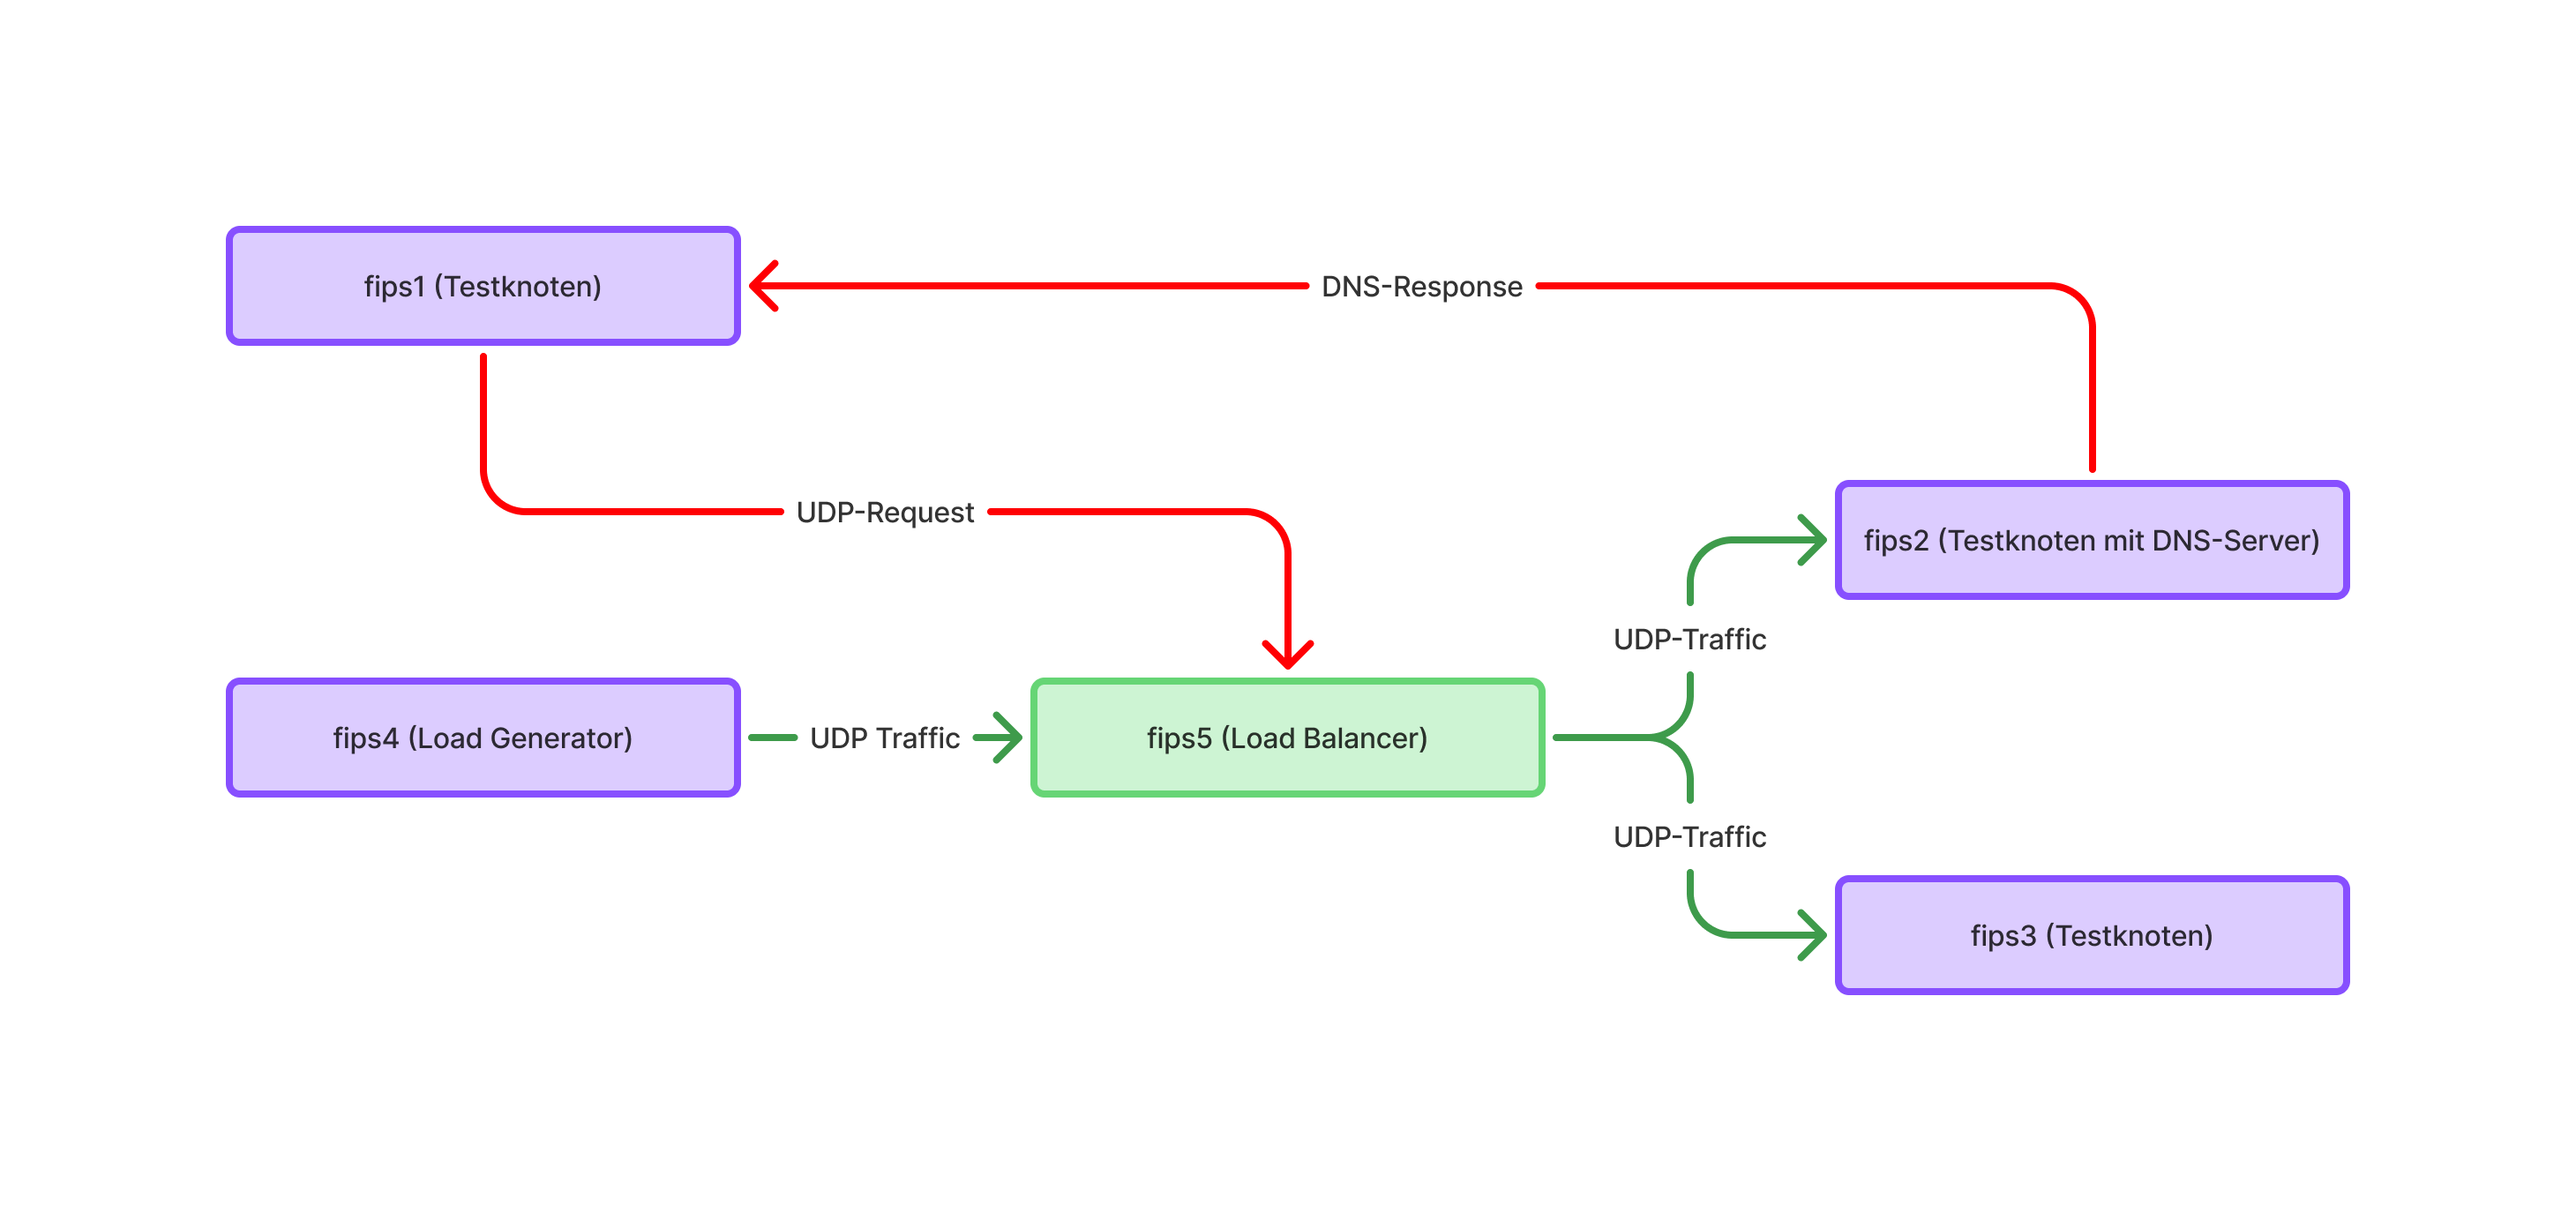 fips1 (Testknoten)
DNS-Response
UDP-Request
fips2 (Testknoten mit DNS-Server)
UDP-Traffic
fips4 (Load Generator)
UDP Traffic
fips5 (Load Balancer)
UDP-Traffic
fips3 (Testknoten)